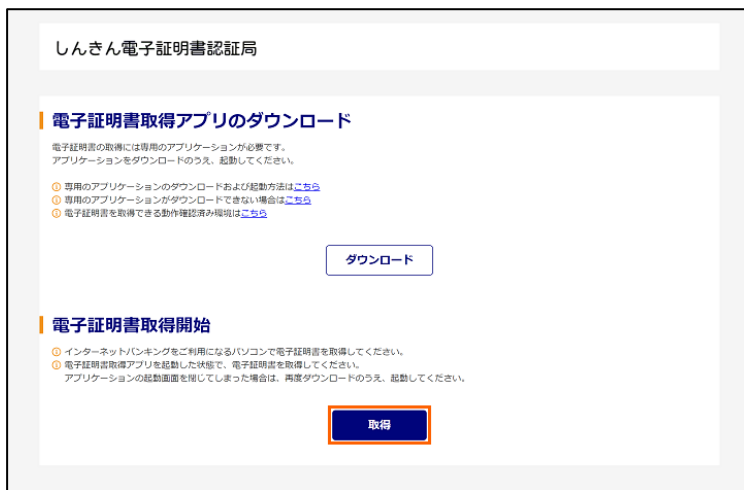 しんきん電子証明書認証局
電子証明書取得アプリのダウンロード
電子証明書の取得には専用のアプリケーションが必要です。
アプリケーションをダウンロードのうえ、起動してください。
専用のアプリケーションのダウンロードおよび起動方法はこちら
専用のアプリケーションがダウンロードできない場合はこちら
電子証明書を取得できる動作確認済み環境はこちら
ダウンロード
電子証明書取得開始
インターネットバンキングをご利用になるパソコンで電子証明書を取得してください。
電子証明書取得アプリを起動した状態で、電子証明書を取得してください。
アプリケーションの起動画面を閉じてしまった場合は、再度ダウンロードのうえ、起動してください。
取得